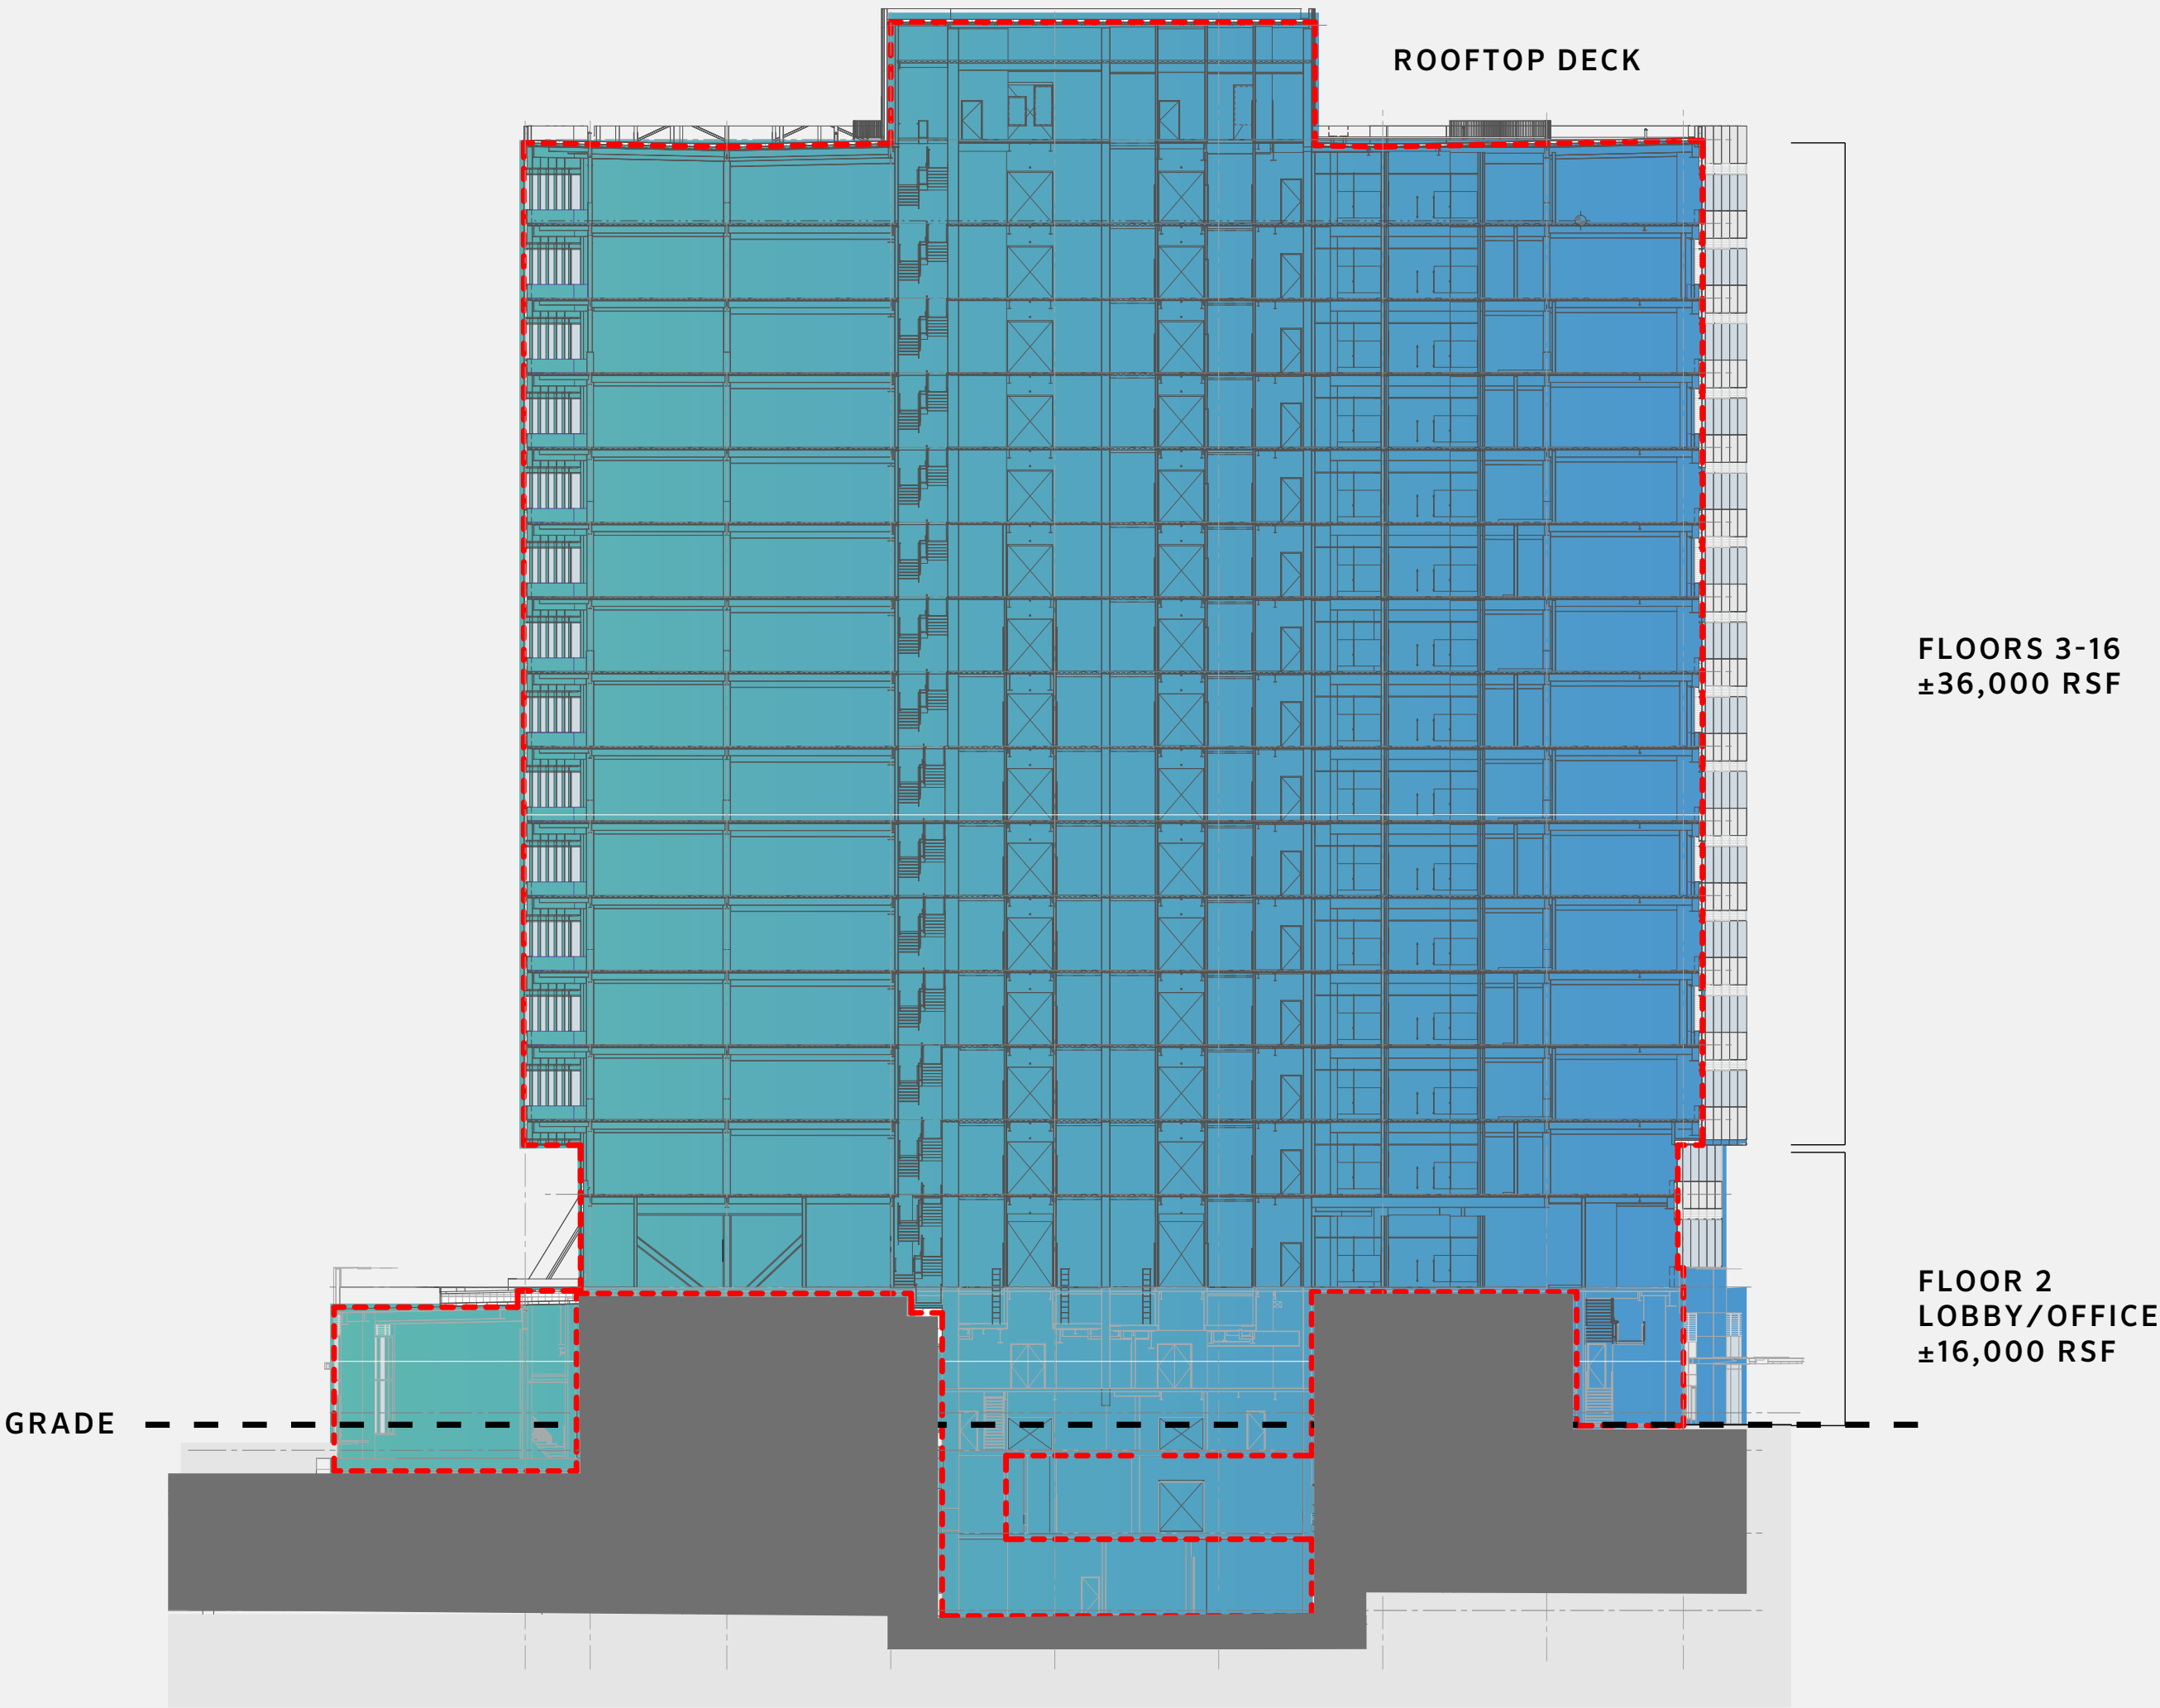 ROOFTOP DECK
FLOORS 3-16
±36,000 RSF
FLOOR 2
LOBBY/OFFICE
±16,000 RSF
GRADE